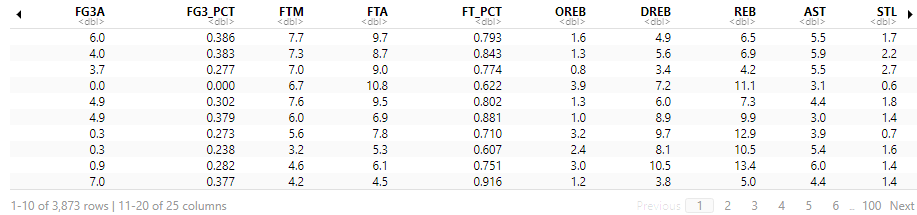 FG3A FG3_PCT FTM FTA FT_PCT OREB DREB REB AST STL
<dbl> <dbl> <dbl> <dbl> <dbl> <dbl> <dbl> <dbl> <dbl> <dbl>
6.0 0.386 7.7 9.7 0.793 1.6 4.9 6.5 5.5 1.7
4.0 0.383 7.3 8.7 0.843 1.3 5.6 6.9 5.9 2.2
3.7 0.277 7.0 9.0 0.774 0.8 3.4 4.2 5.5 2.7
0.0 0.000 6.7 10.8 0.622 3.9 7.2 11.1 3.1 0.6
4.9 0.302 7.6 9.5 0.802 1.3 6.0 7.3 4.4 1.8
4.9 0.379 6.0 6.9 0.881 1.0 8.9 9.9 3.0 1.4
0.3 0.273 5.6 7.8 0.710 3.2 9.7 12.9 3.9 0.7
0.3 0.238 3.2 5.3 0.607 2.4 8.1 10.5 5.4 1.6
0.9 0.282 4.6 6.1 0.751 3.0 10.5 13.4 6.0 1.4
7.0 0.377 4.2 4.5 0.916 1.2 3.8 5.0 4.4 1.4
1-10 of 3,873 rows | 11-20 of 25 columns Previous 1 2 3 4 5 6 ... 100 Next